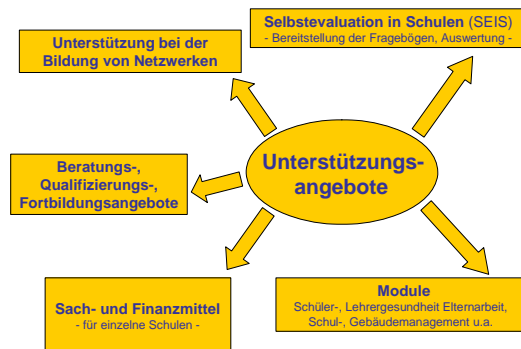 Selbstevaluation in Schulen (SEIS)
- Bereitstellung der Fragebögen, Auswertung -
Unterstützung bei der
Bildung von Netzwerken
Unterstützungs-
angebote
Beratungs-,
Qualifizierungs-,
Fortbildungsangebote
Sach- und Finanzmittel
- für einzelne Schulen -
Module
Schüler-, Lehrergesundheit Elternarbeit,
Schul-, Gebäudemanagement u.a.